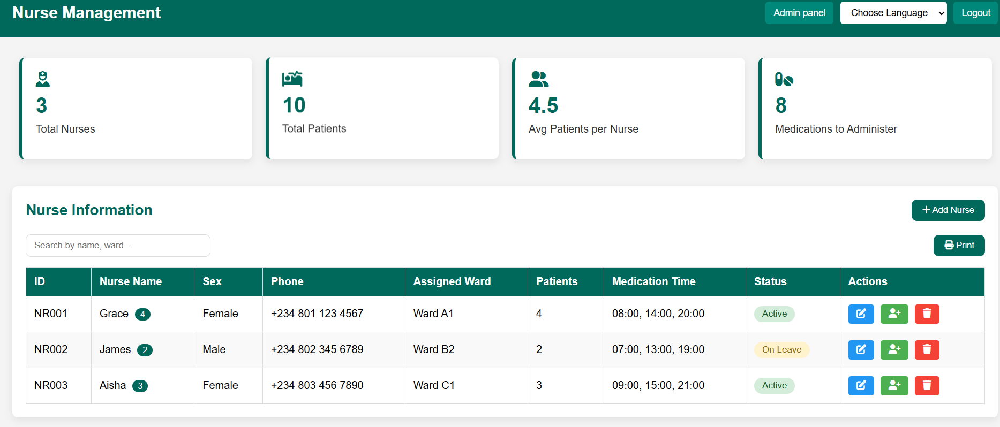 Nurse Management
Admin panel
Choose Language
Logout
3
Total Nurses
10
Total Patients
4.5
Avg Patients per Nurse
8
Medications to Administer
Nurse Information
Add Nurse
Search by name, ward...
Print
ID Nurse Name Sex Phone Assigned Ward Patients Medication Time Status Actions
NR001 Grace 4 Female +234 801 123 4567 Ward A1 4 08:00, 14:00, 20:00 Active
NR002 James 2 Male +234 802 345 6789 Ward B2 2 07:00, 13:00, 19:00 On Leave
NR003 Aisha 3 Female +234 803 456 7890 Ward C1 3 09:00, 15:00, 21:00 Active